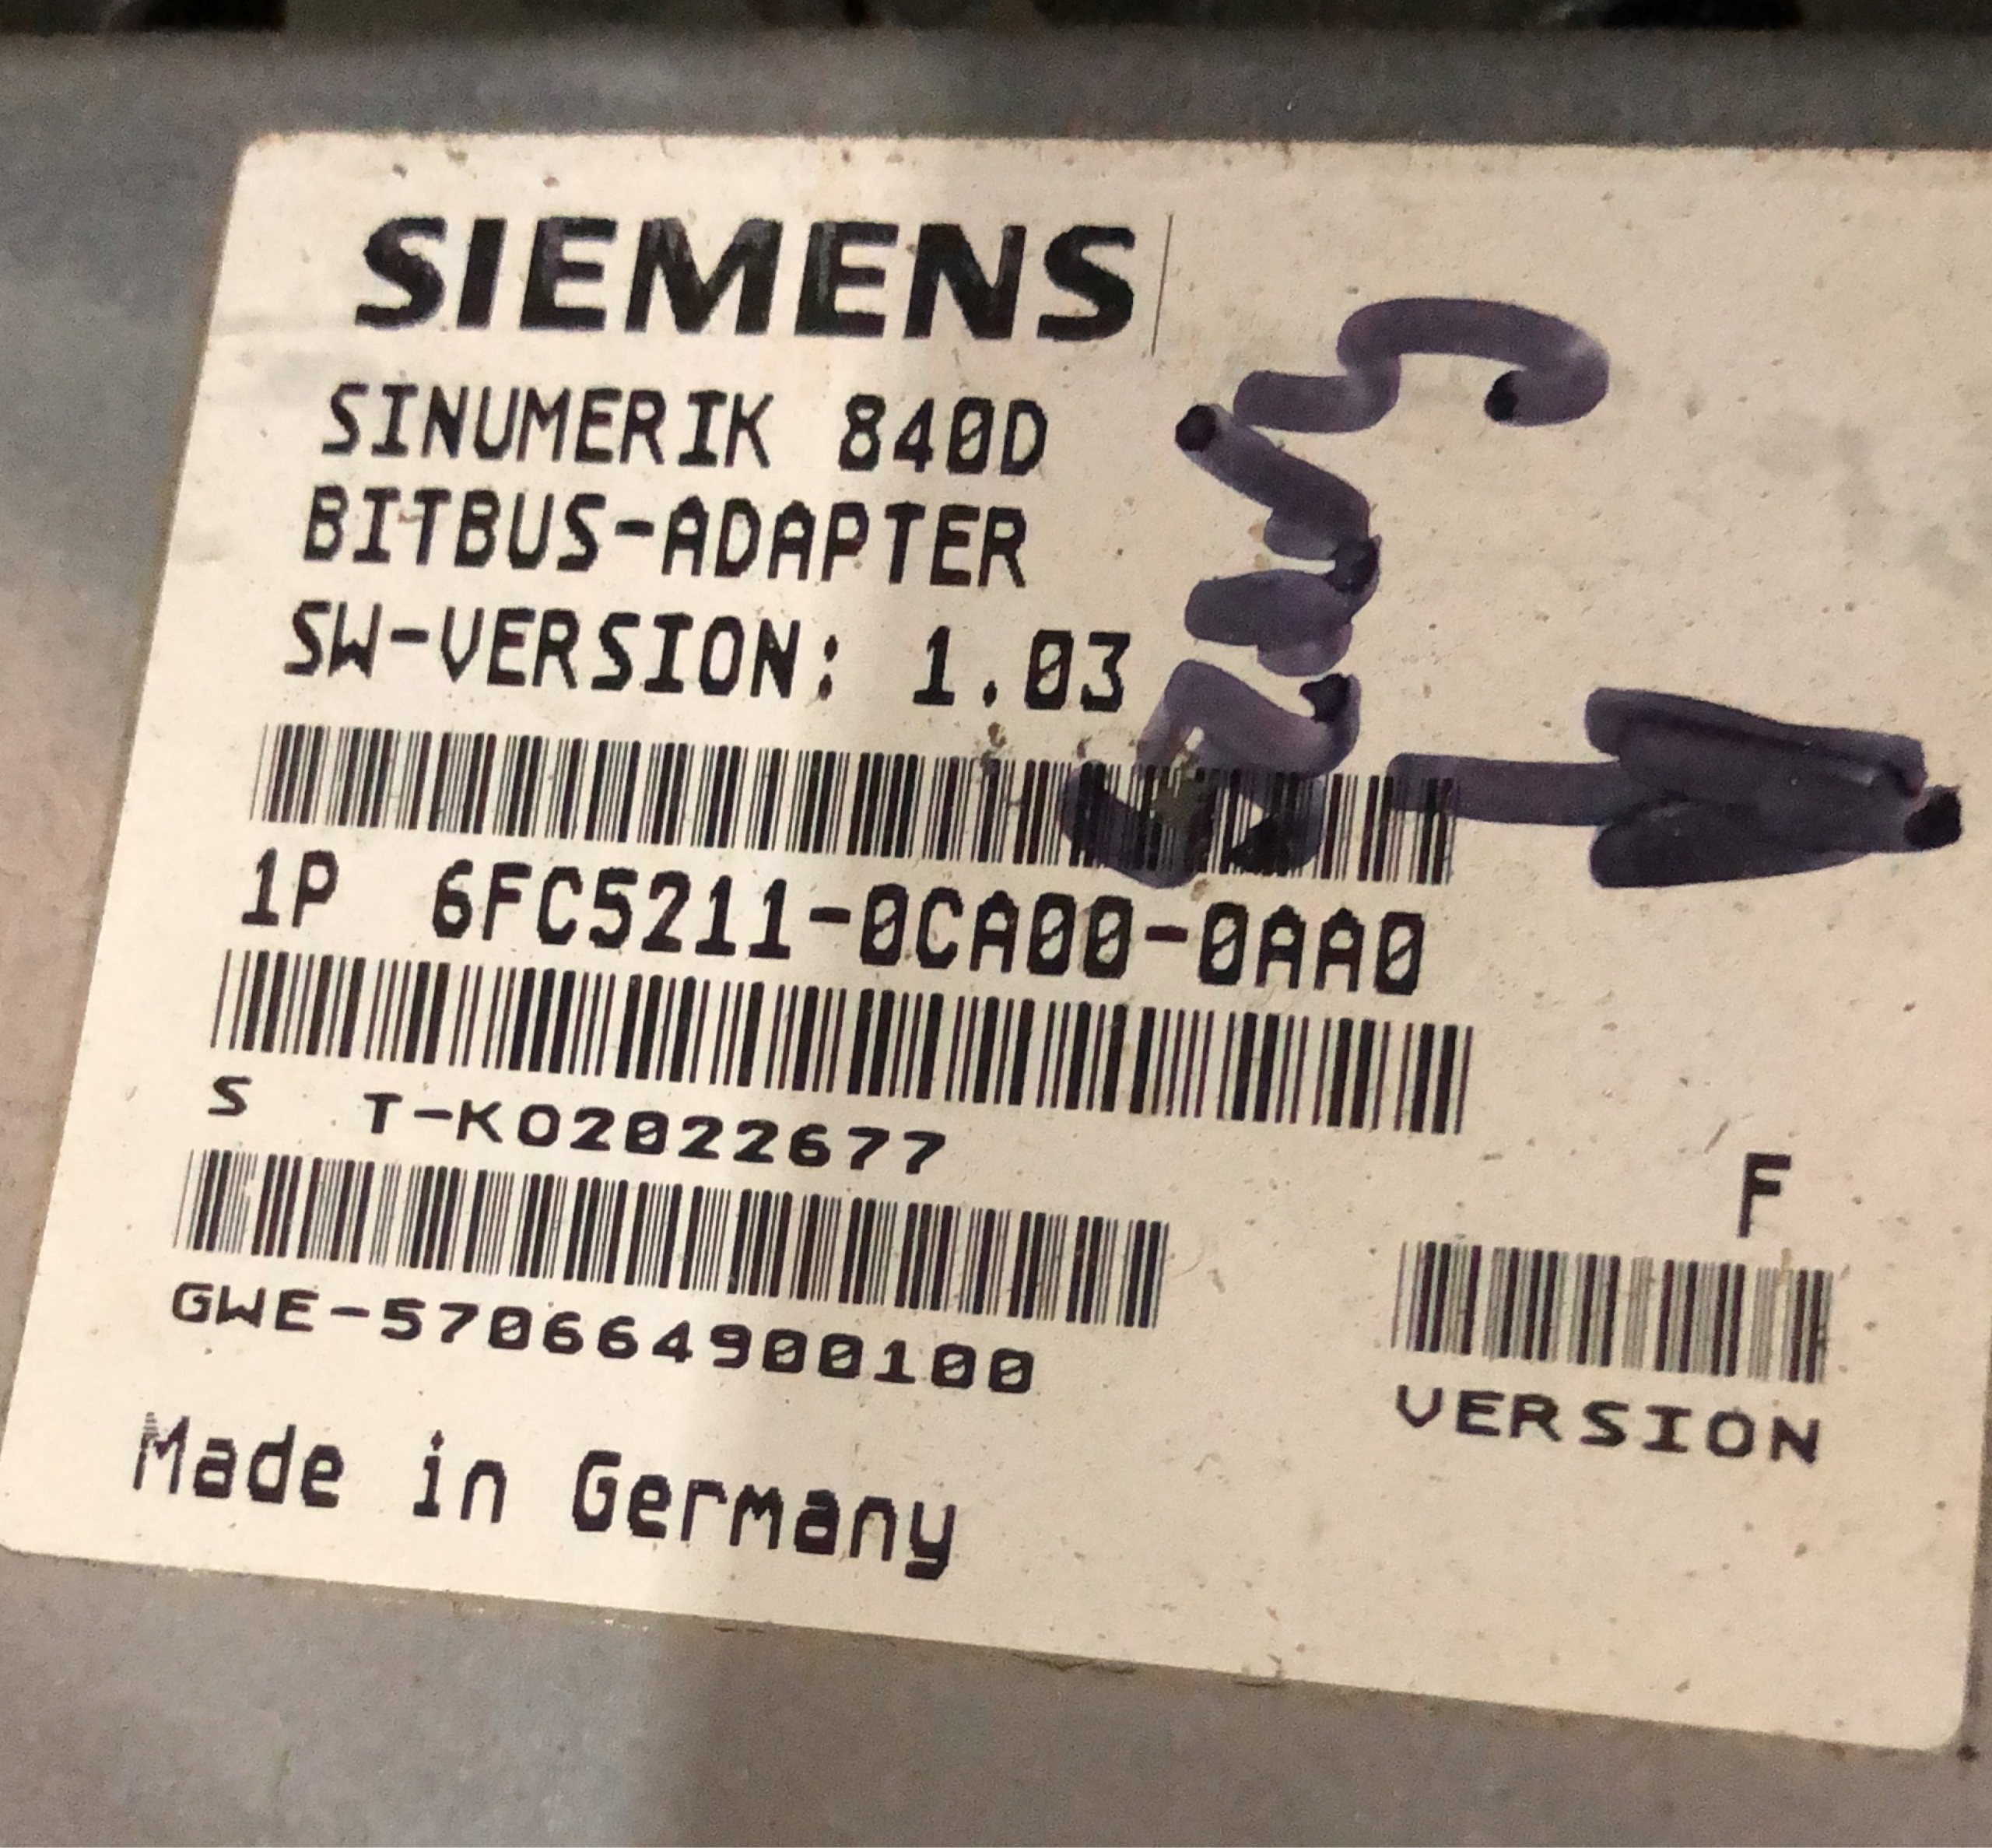 SIEMENS
SINUMERIK 840D
BITBUS-ADAPTER
SW-VERSION: 1.03
1P 6FC5211-0CA00-0AA0
S T-KO2022677
F
GWE-570664900100
VERSION
Made in Germany